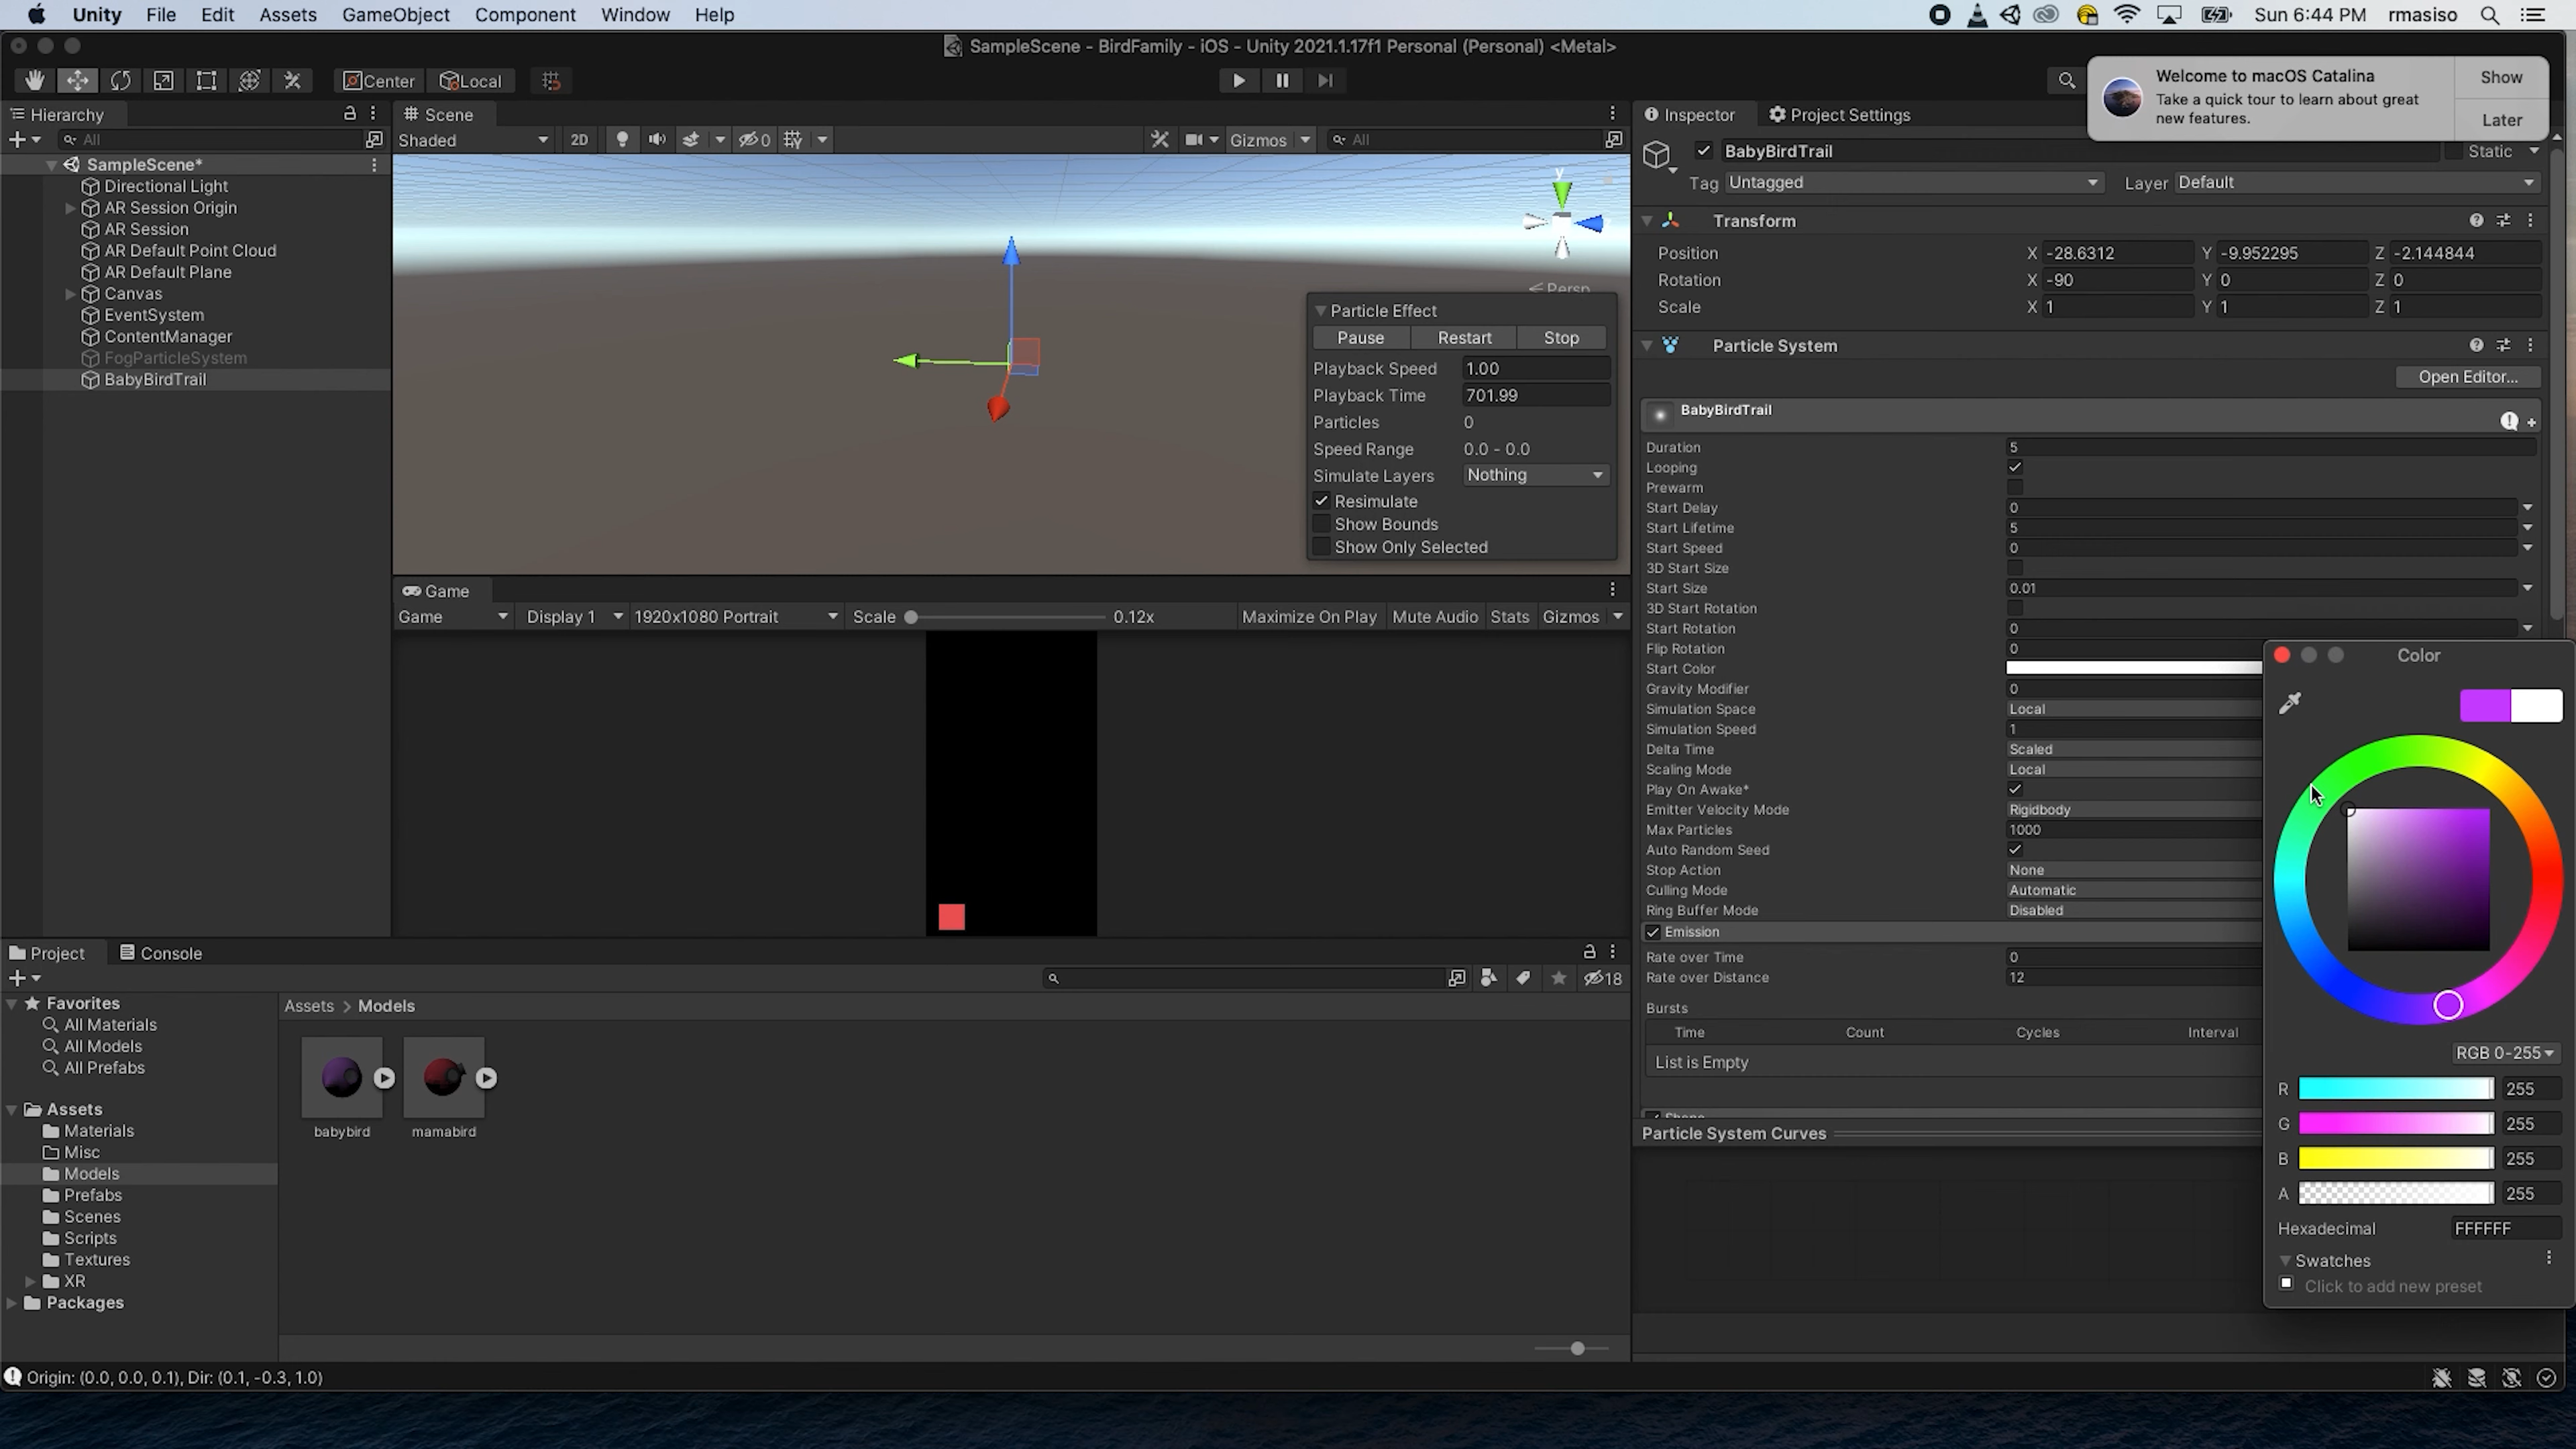 Unity File Edit Assets GameObject Component Window Help Sun 6:44 PM rmasiso
SampleScene - BirdFamily - iOS - Unity 2021.1.17f1 Personal (Personal) <Metal>
Welcome to macOS Catalina
Take a quick tour to learn about great
new features.
Show
Later
Center Local
Hierarchy
All
SampleScene*
Directional Light
AR Session Origin
AR Session
AR Default Point Cloud
AR Default Plane
Canvas
EventSystem
ContentManager
FogParticleSystem
BabyBirdTrail
Scene
Shaded 2D 0 Gizmos All
y
Persp
Particle Effect
Pause Restart Stop
Playback Speed 1.00
Playback Time 701.99
Particles 0
Speed Range 0.0 - 0.0
Simulate Layers Nothing
Resimulate
Show Bounds
Show Only Selected
Game
Game Display 1 1920x1080 Portrait Scale 0.12x Maximize On Play Mute Audio Stats Gizmos
Inspector Project Settings
BabyBirdTrail Static
Tag Untagged Layer Default
Transform
Position X -28.6312 Y -9.952295 Z -2.144844
Rotation X -90 Y 0 Z 0
Scale X 1 Y 1 Z 1
Particle System
Open Editor...
BabyBirdTrail
Duration 5
Looping
Prewarm
Start Delay 0
Start Lifetime 5
Start Speed 0
3D Start Size
Start Size 0.01
3D Start Rotation
Start Rotation 0
Flip Rotation 0
Start Color
Gravity Modifier 0
Simulation Space Local
Simulation Speed 1
Delta Time Scaled
Scaling Mode Local
Play On Awake*
Emitter Velocity Mode Rigidbody
Max Particles 1000
Auto Random Seed
Stop Action None
Culling Mode Automatic
Ring Buffer Mode Disabled
Emission
Rate over Time 0
Rate over Distance 12
Bursts
Time Count Cycles Interval
List is Empty
Shape
Particle System Curves
Color
RGB 0-255
R 255
G 255
B 255
A 255
Hexadecimal FFFFFF
Swatches
Click to add new preset
Project Console
18
Favorites
All Materials
All Models
All Prefabs
Assets
Materials
Misc
Models
Prefabs
Scenes
Scripts
Textures
XR
Packages
Assets > Models
babybird mamabird
Origin: (0.0, 0.0, 0.1), Dir: (0.1, -0.3, 1.0)